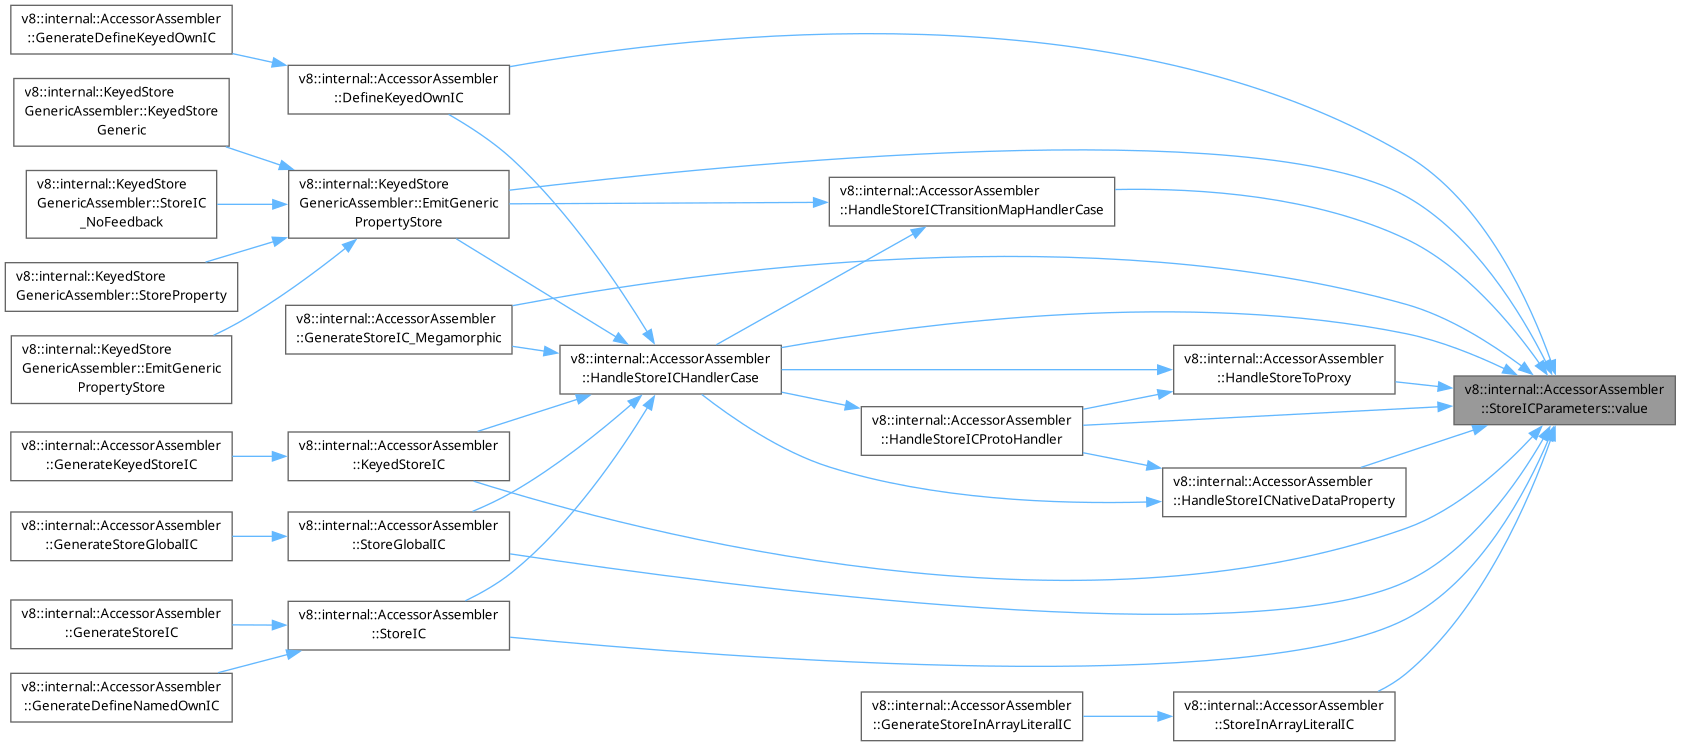 v8::internal::AccessorAssembler
::GenerateDefineKeyedOwnIC
v8::internal::KeyedStore
GenericAssembler::KeyedStore
Generic
v8::internal::KeyedStore
GenericAssembler::StoreIC
_NoFeedback
v8::internal::KeyedStore
GenericAssembler::StoreProperty
v8::internal::KeyedStore
GenericAssembler::EmitGeneric
PropertyStore
v8::internal::AccessorAssembler
::GenerateKeyedStoreIC
v8::internal::AccessorAssembler
::GenerateStoreGlobalIC
v8::internal::AccessorAssembler
::GenerateStoreIC
v8::internal::AccessorAssembler
::GenerateDefineNamedOwnIC
v8::internal::AccessorAssembler
::DefineKeyedOwnIC
v8::internal::KeyedStore
GenericAssembler::EmitGeneric
PropertyStore
v8::internal::AccessorAssembler
::GenerateStoreIC_Megamorphic
v8::internal::AccessorAssembler
::KeyedStoreIC
v8::internal::AccessorAssembler
::StoreGlobalIC
v8::internal::AccessorAssembler
::StoreIC
v8::internal::AccessorAssembler
::HandleStoreICHandlerCase
v8::internal::AccessorAssembler
::HandleStoreICTransitionMapHandlerCase
v8::internal::AccessorAssembler
::HandleStoreICProtoHandler
v8::internal::AccessorAssembler
::GenerateStoreInArrayLiteralIC
v8::internal::AccessorAssembler
::HandleStoreToProxy
v8::internal::AccessorAssembler
::HandleStoreICNativeDataProperty
v8::internal::AccessorAssembler
::StoreInArrayLiteralIC
v8::internal::AccessorAssembler
::StoreICParameters::value